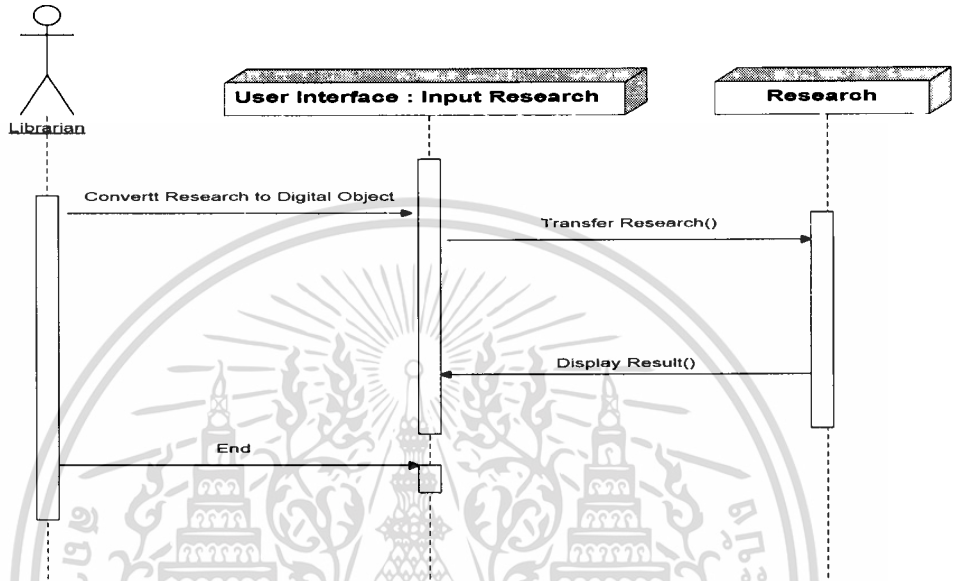 Librarian
User Interface : Input Research
Research
Convertt Research to Digital Object
Transfer Research()
Display Result()
End